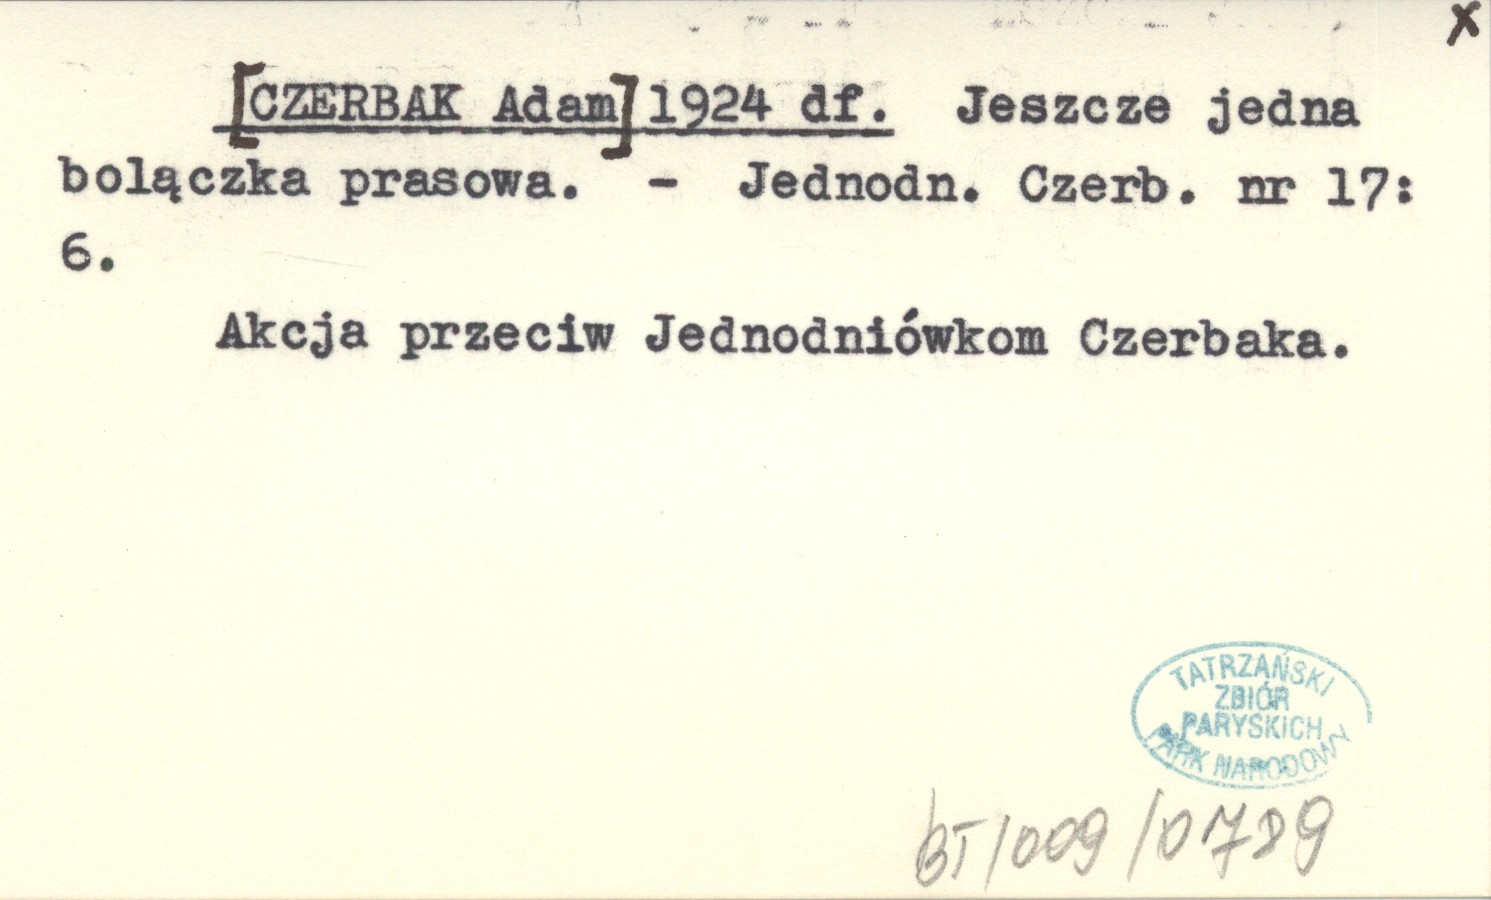 x
[CZERBAK Adam] 1924 df. Jeszcze jedna
bolączka prasowa. - Jednodn. Czerb. nr 17:
6.
Akcja przeciw Jednodniówkom Czerbaka.
TATRZAŃSKI
ZBIÓR
PARYSKICH
PARK NARODOWY
BT/009/0789